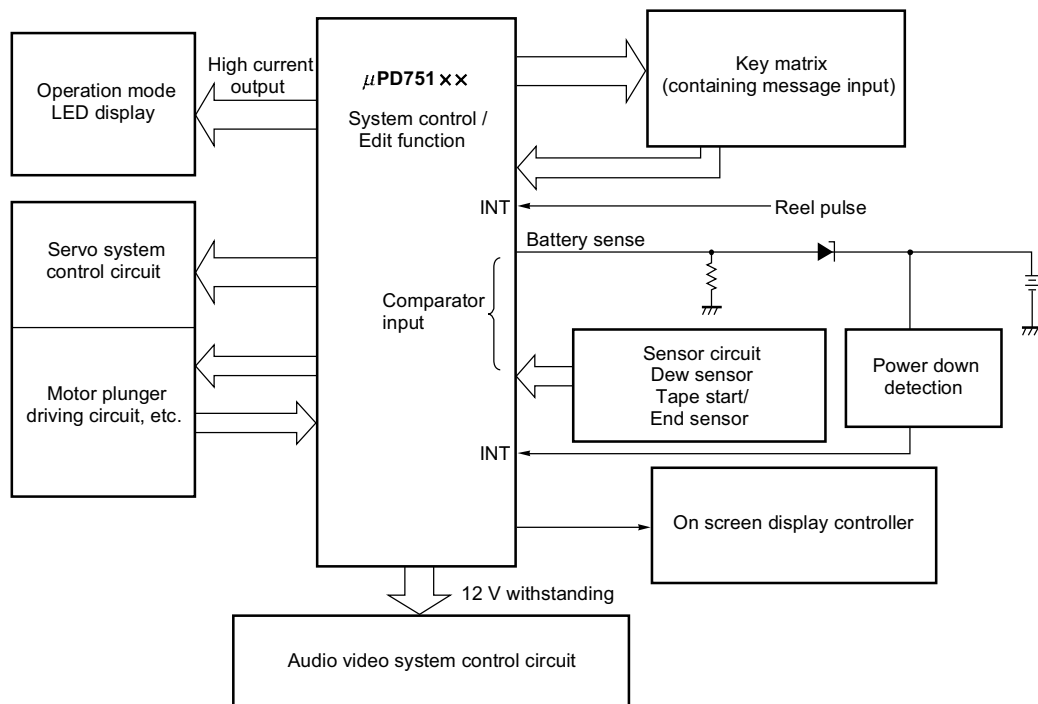 Operation mode
LED display
High current
output
μPD751××
System control /
Edit function
Key matrix
(containing message input)
INT
Reel pulse
Battery sense
Servo system
control circuit
Comparator
input
Motor plunger
driving circuit, etc.
Sensor circuit
Dew sensor
Tape start/
End sensor
Power down
detection
INT
On screen display controller
12 V withstanding
Audio video system control circuit